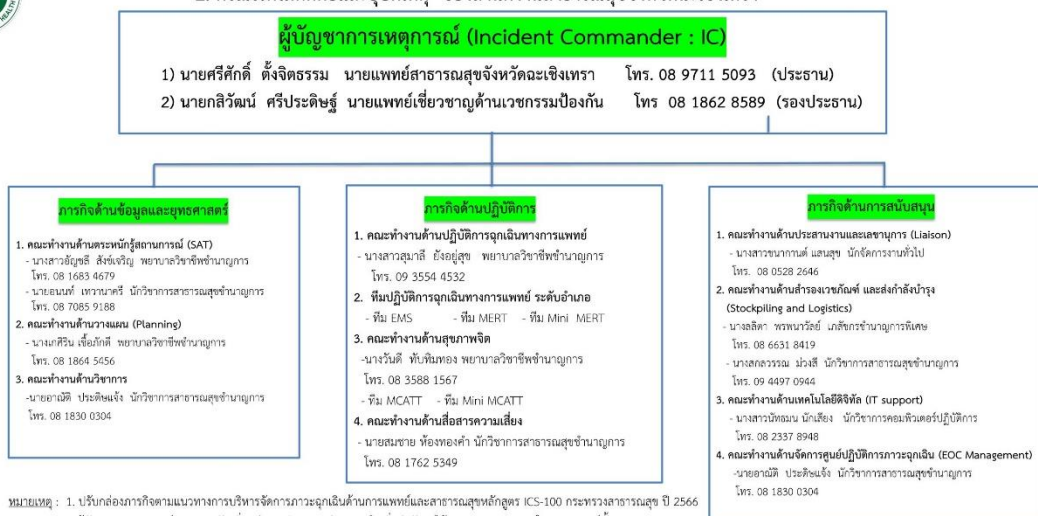 ผู้บัญชาการเหตุการณ์ (Incident Commander : IC)
1) นายศรีศักดิ์ ตั้งจิตธรรม นายแพทย์สาธารณสุขจังหวัดฉะเชิงเทรา โทร. 08 9711 5093 (ประธาน)
2) นายกสิวัฒน์ ศรีประดิษฐ์ นายแพทย์เชี่ยวชาญด้านเวชกรรมป้องกัน โทร 08 1862 8589 (รองประธาน)
ภารกิจด้านข้อมูลและยุทธศาสตร์
1. คณะทำงานด้านตระหนักรู้สถานการณ์ (SAT)
- นางสาวอัญชลี สังข์เจริญ พยาบาลวิชาชีพชำนาญการ
โทร. 08 1683 4679
- นายอนนท์ เทวานาครี นักวิชาการสาธารณสุขชำนาญการ
โทร. 08 7085 9188
2. คณะทำงานด้านวางแผน (Planning)
- นางเกศิริน เชื้อภักดี พยาบาลวิชาชีพชำนาญการ
โทร. 08 1864 5456
3. คณะทำงานด้านวิชาการ
-นายอาณัติ ประดิษแจ้ง นักวิชาการสาธารณสุขชำนาญการ
โทร. 08 1830 0304
ภารกิจด้านปฏิบัติการ
1. คณะทำงานด้านปฏิบัติการฉุกเฉินทางการแพทย์
- นางสาวสุมาลี ยังอยู่สุข พยาบาลวิชาชีพชำนาญการ
โทร. 09 3554 4532
2. ทีมปฏิบัติการฉุกเฉินทางการแพทย์ ระดับอำเภอ
- ทีม EMS - ทีม MERT - ทีม Mini MERT
3. คณะทำงานด้านสุขภาพจิต
-นางวันดี ทับทิมทอง พยาบาลวิชาชีพชำนาญการ
โทร. 08 3588 1567
- ทีม MCATT - ทีม Mini MCATT
4. คณะทำงานด้านสื่อสารความเสี่ยง
- นายสมชาย ห้องทองคำ นักวิชาการสาธารณสุขชำนาญการ
โทร. 08 1762 5349
ภารกิจด้านการสนับสนุน
1. คณะทำงานด้านประสานงานและเลขานุการ (Liaison)
- นางสาวชนากานต์ แสนสุข นักจัดการงานทั่วไป
โทร. 08 0528 2646
2. คณะทำงานด้านสำรองเวชภัณฑ์ และส่งกำลังบำรุง
(Stockpiling and Logistics)
- นางลลิตา พรพนาวัลย์ เภสัชกรชำนาญการพิเศษ
โทร. 08 6631 8419
-นางสกลวรรณ ม่วงสี นักวิชาการสาธารณสุขชำนาญการ
โทร. 09 4497 0944
3. คณะทำงานด้านเทคโนโลยีดิจิทัล (IT support)
- นางสาวนัทธมน นักเสียง นักวิชาการคอมพิวเตอร์ปฏิบัติการ
โทร. 08 2337 8948
4. คณะทำงานด้านจัดการศูนย์ปฏิบัติการภาวะฉุกเฉิน (EOC Management)
-นายอาณัติ ประดิษแจ้ง นักวิชาการสาธารณสุขชำนาญการ
โทร. 08 1830 0304
หมายเหตุ : 1. ปรับกล่องภารกิจตามแนวทางการบริหารจัดการภาวะฉุกเฉินด้านการแพทย์และสาธารณสุขหลักสูตร ICS-100 กระทรวงสาธารณสุข ปี 2566